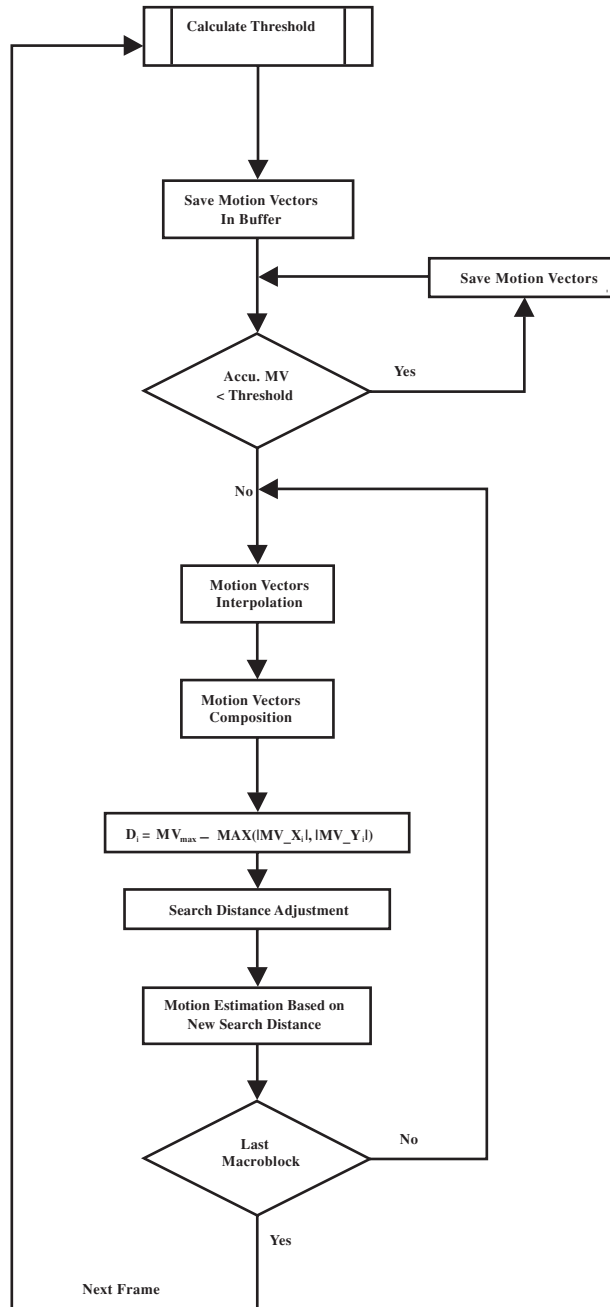 Calculate Threshold
Save Motion Vectors
In Buffer
Save Motion Vectors
Accu. MV
< Threshold
Yes
No
Motion Vectors
Interpolation
Motion Vectors
Composition
Dᵢ = MVₘₐₓ – MAX(|MV_Xᵢ|, |MV_Yᵢ|)
Search Distance Adjustment
Motion Estimation Based on
New Search Distance
Last
Macroblock
No
Yes
Next Frame